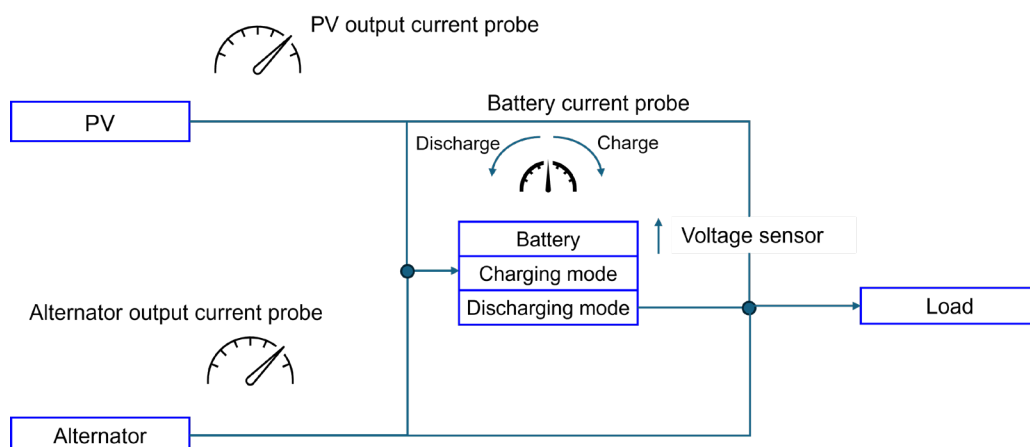 PV output current probe
PV
Battery current probe
Discharge
Charge
Battery
Voltage sensor
Charging mode
Discharging mode
Load
Alternator output current probe
Alternator